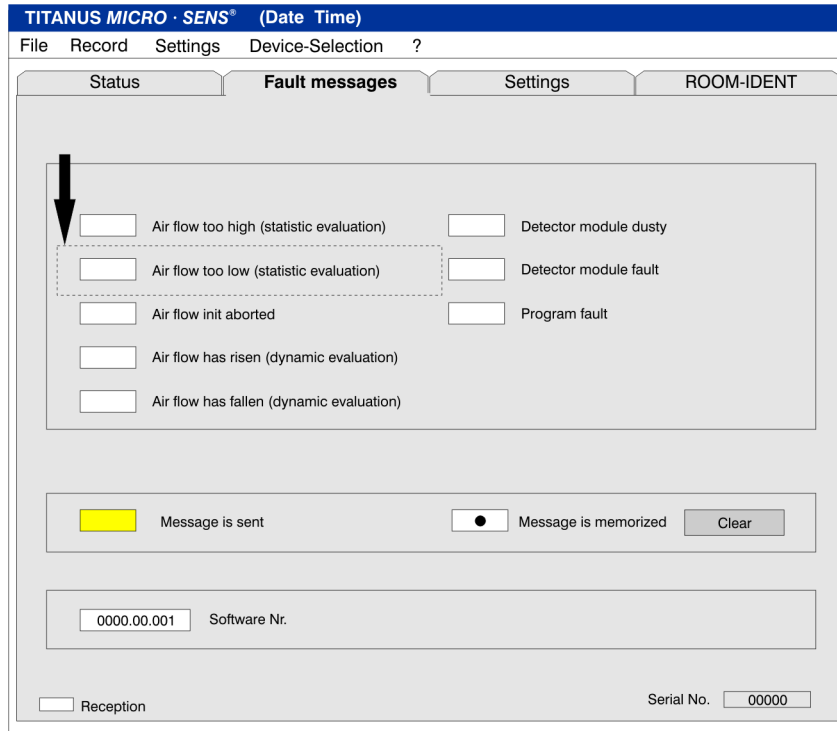 TITANUS MICRO · SENS® (Date Time)
File Record Settings Device-Selection ?
Status Fault messages Settings ROOM-IDENT
Air flow too high (statistic evaluation) Detector module dusty
Air flow too low (statistic evaluation) Detector module fault
Air flow init aborted Program fault
Air flow has risen (dynamic evaluation)
Air flow has fallen (dynamic evaluation)
Message is sent Message is memorized Clear
0000.00.001 Software Nr.
Reception Serial No. 00000